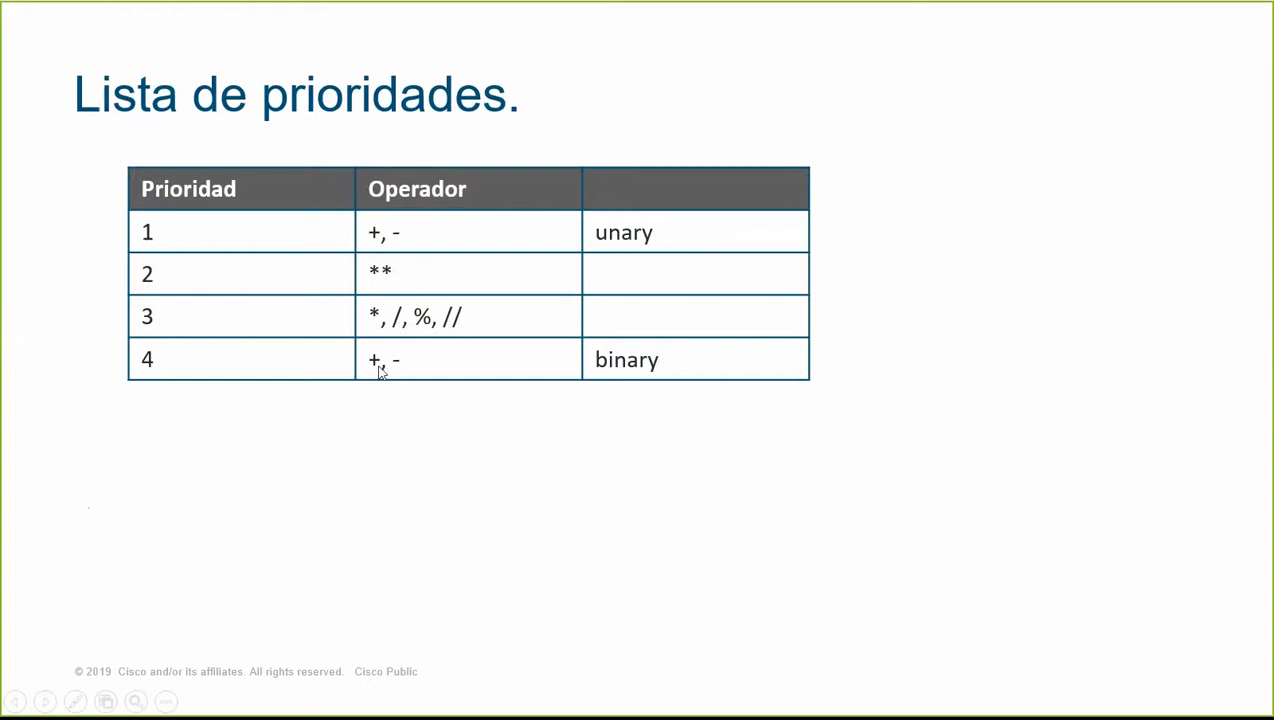 Lista de prioridades.
Prioridad Operador
1 +, - unary
2 **
3 *, /, %, //
4 +, - binary
© 2019 Cisco and/or its affiliates. All rights reserved. Cisco Public